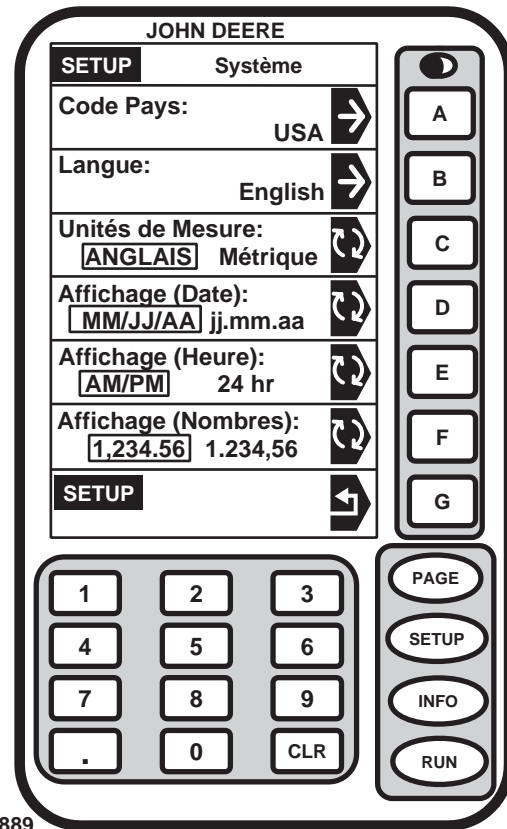 JOHN DEERE
SETUP Système
Code Pays:
USA
Langue:
English
Unités de Mesure:
ANGLAIS Métrique
Affichage (Date):
MM/JJ/AA jj.mm.aa
Affichage (Heure):
AM/PM 24 hr
Affichage (Nombres):
1,234.56 1.234,56
SETUP
A
B
C
D
E
F
G
PAGE
SETUP
INFO
RUN
1 2 3
4 5 6
7 8 9
. 0 CLR
889